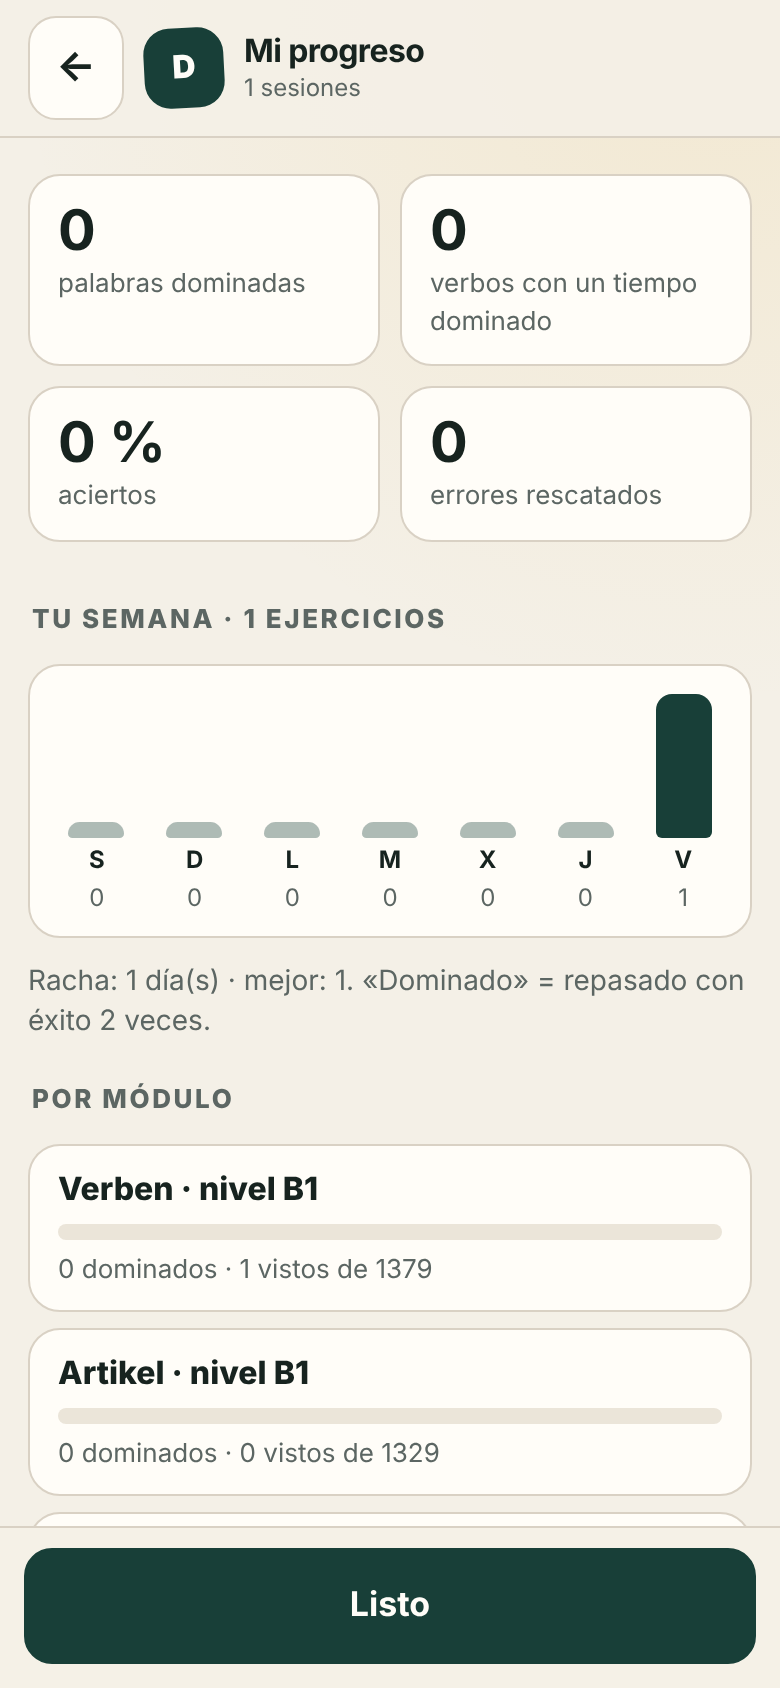 D
Mi progreso
1 sesiones
0
palabras dominadas
0
verbos con un tiempo
dominado
0 %
aciertos
0
errores rescatados
TU SEMANA · 1 EJERCICIOS
S D L M X J V
0 0 0 0 0 0 1
Racha: 1 día(s) · mejor: 1. «Dominado» = repasado con
éxito 2 veces.
POR MÓDULO
Verben · nivel B1
0 dominados · 1 vistos de 1379
Artikel · nivel B1
0 dominados · 0 vistos de 1329
Listo